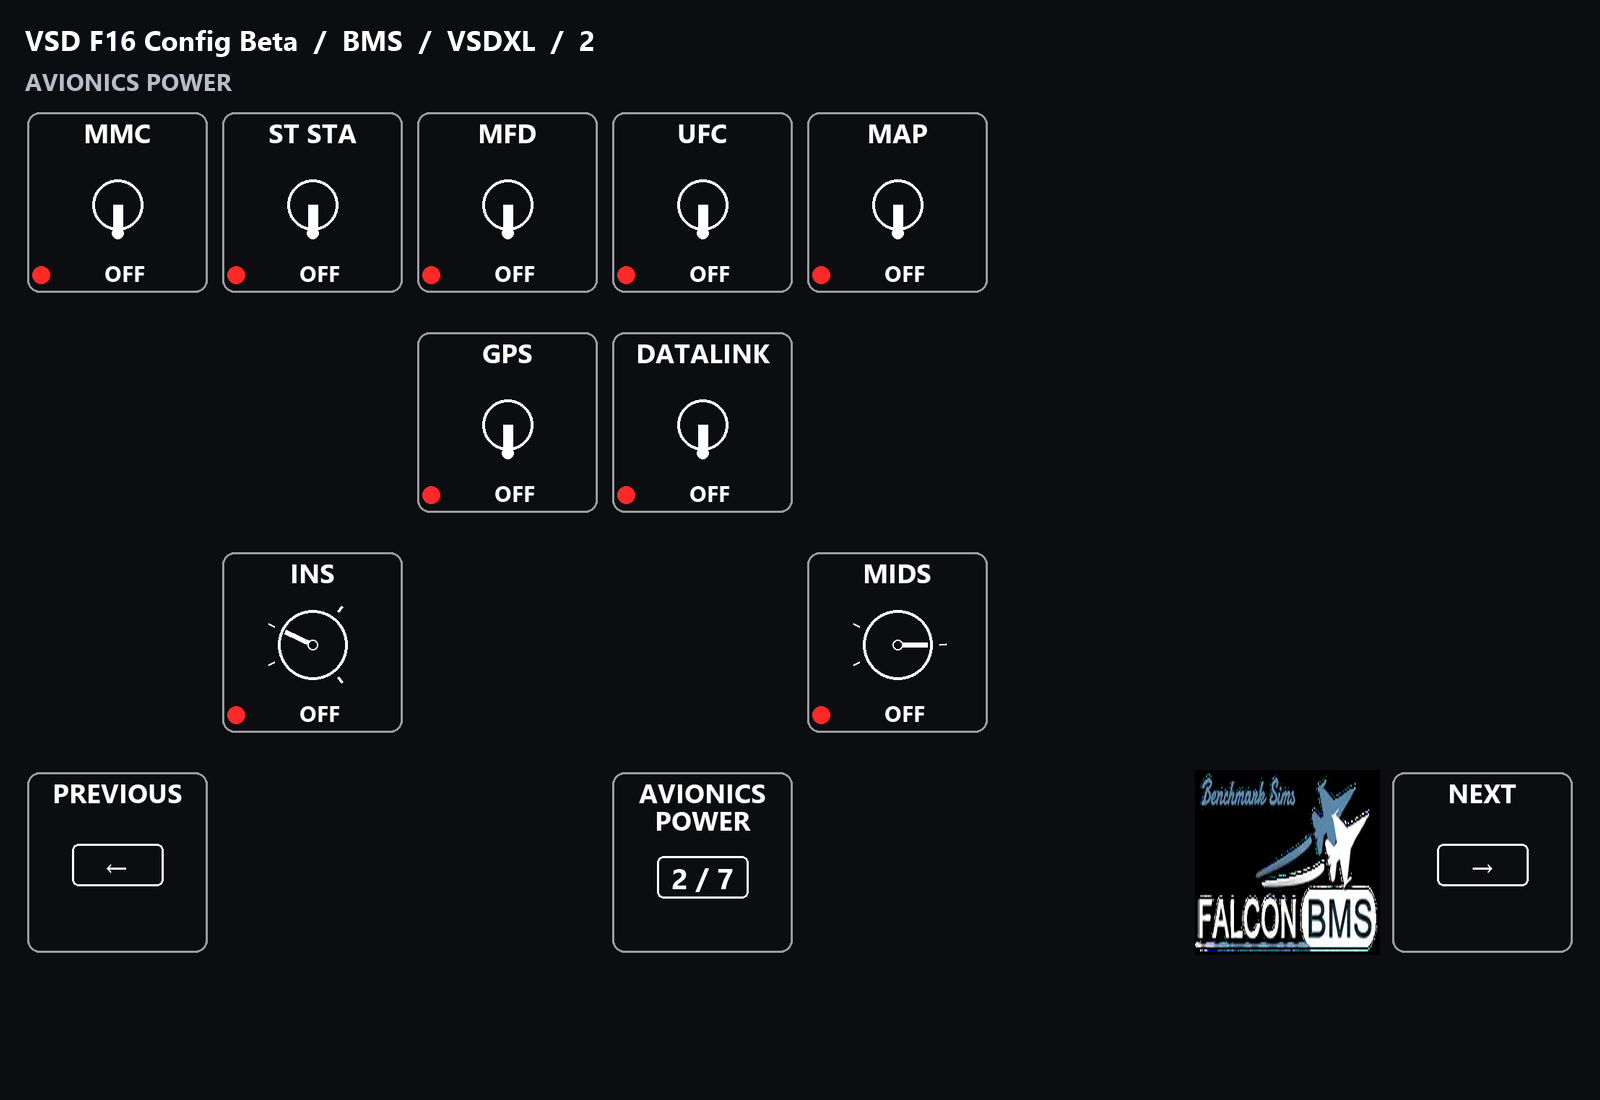 VSD F16 Config Beta / BMS / VSDXL / 2
AVIONICS POWER
MMC
OFF
ST STA
OFF
MFD
OFF
UFC
OFF
MAP
OFF
GPS
OFF
DATALINK
OFF
INS
OFF
MIDS
OFF
PREVIOUS
←
AVIONICS
POWER
2 / 7
Benchmark Sims
FALCON BMS
NEXT
→